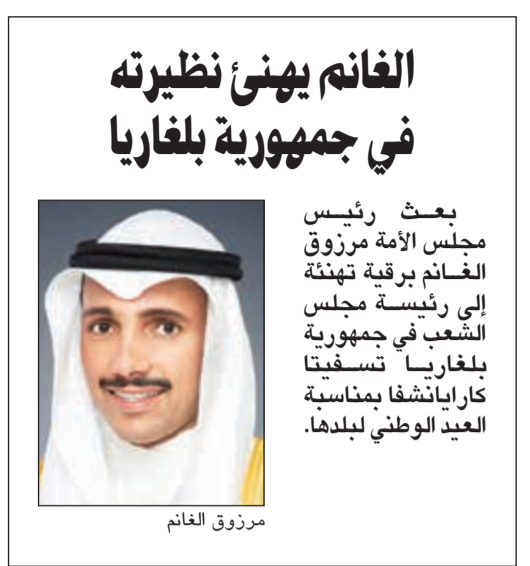 الغانم يهنئ نظيرته
في جمهورية بلغاريا
بعث رئيس
مجلس الأمة مرزوق
الغانم برقية تهنئة
إلى رئيسة مجلس
الشعب في جمهورية
بلغاريا تسفيتا
كارايانشفا بمناسبة
العيد الوطني لبلدها.
مرزوق الغانم